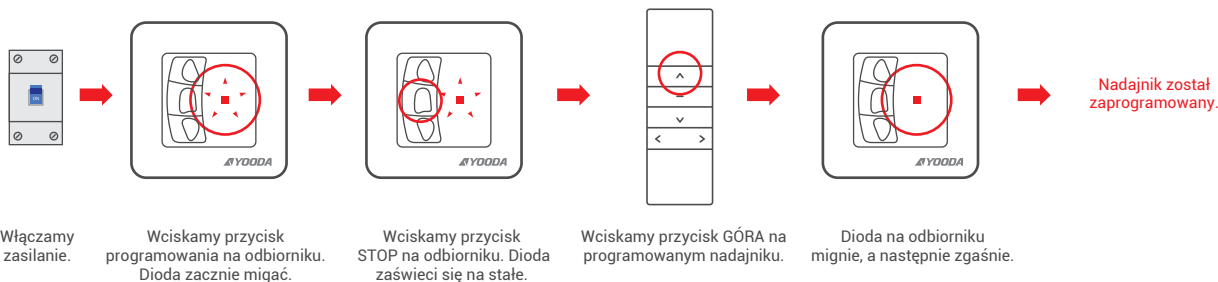 ON
YOODA
YOODA
YOODA
Nadajnik został
zaprogramowany.
Włączamy
zasilanie.
Wciskamy przycisk
programowania na odbiorniku.
Dioda zacznie migać.
Wciskamy przycisk
STOP na odbiorniku. Dioda
zaświeci się na stałe.
Wciskamy przycisk GÓRA na
programowanym nadajniku.
Dioda na odbiorniku
mignie, a następnie zgaśnie.